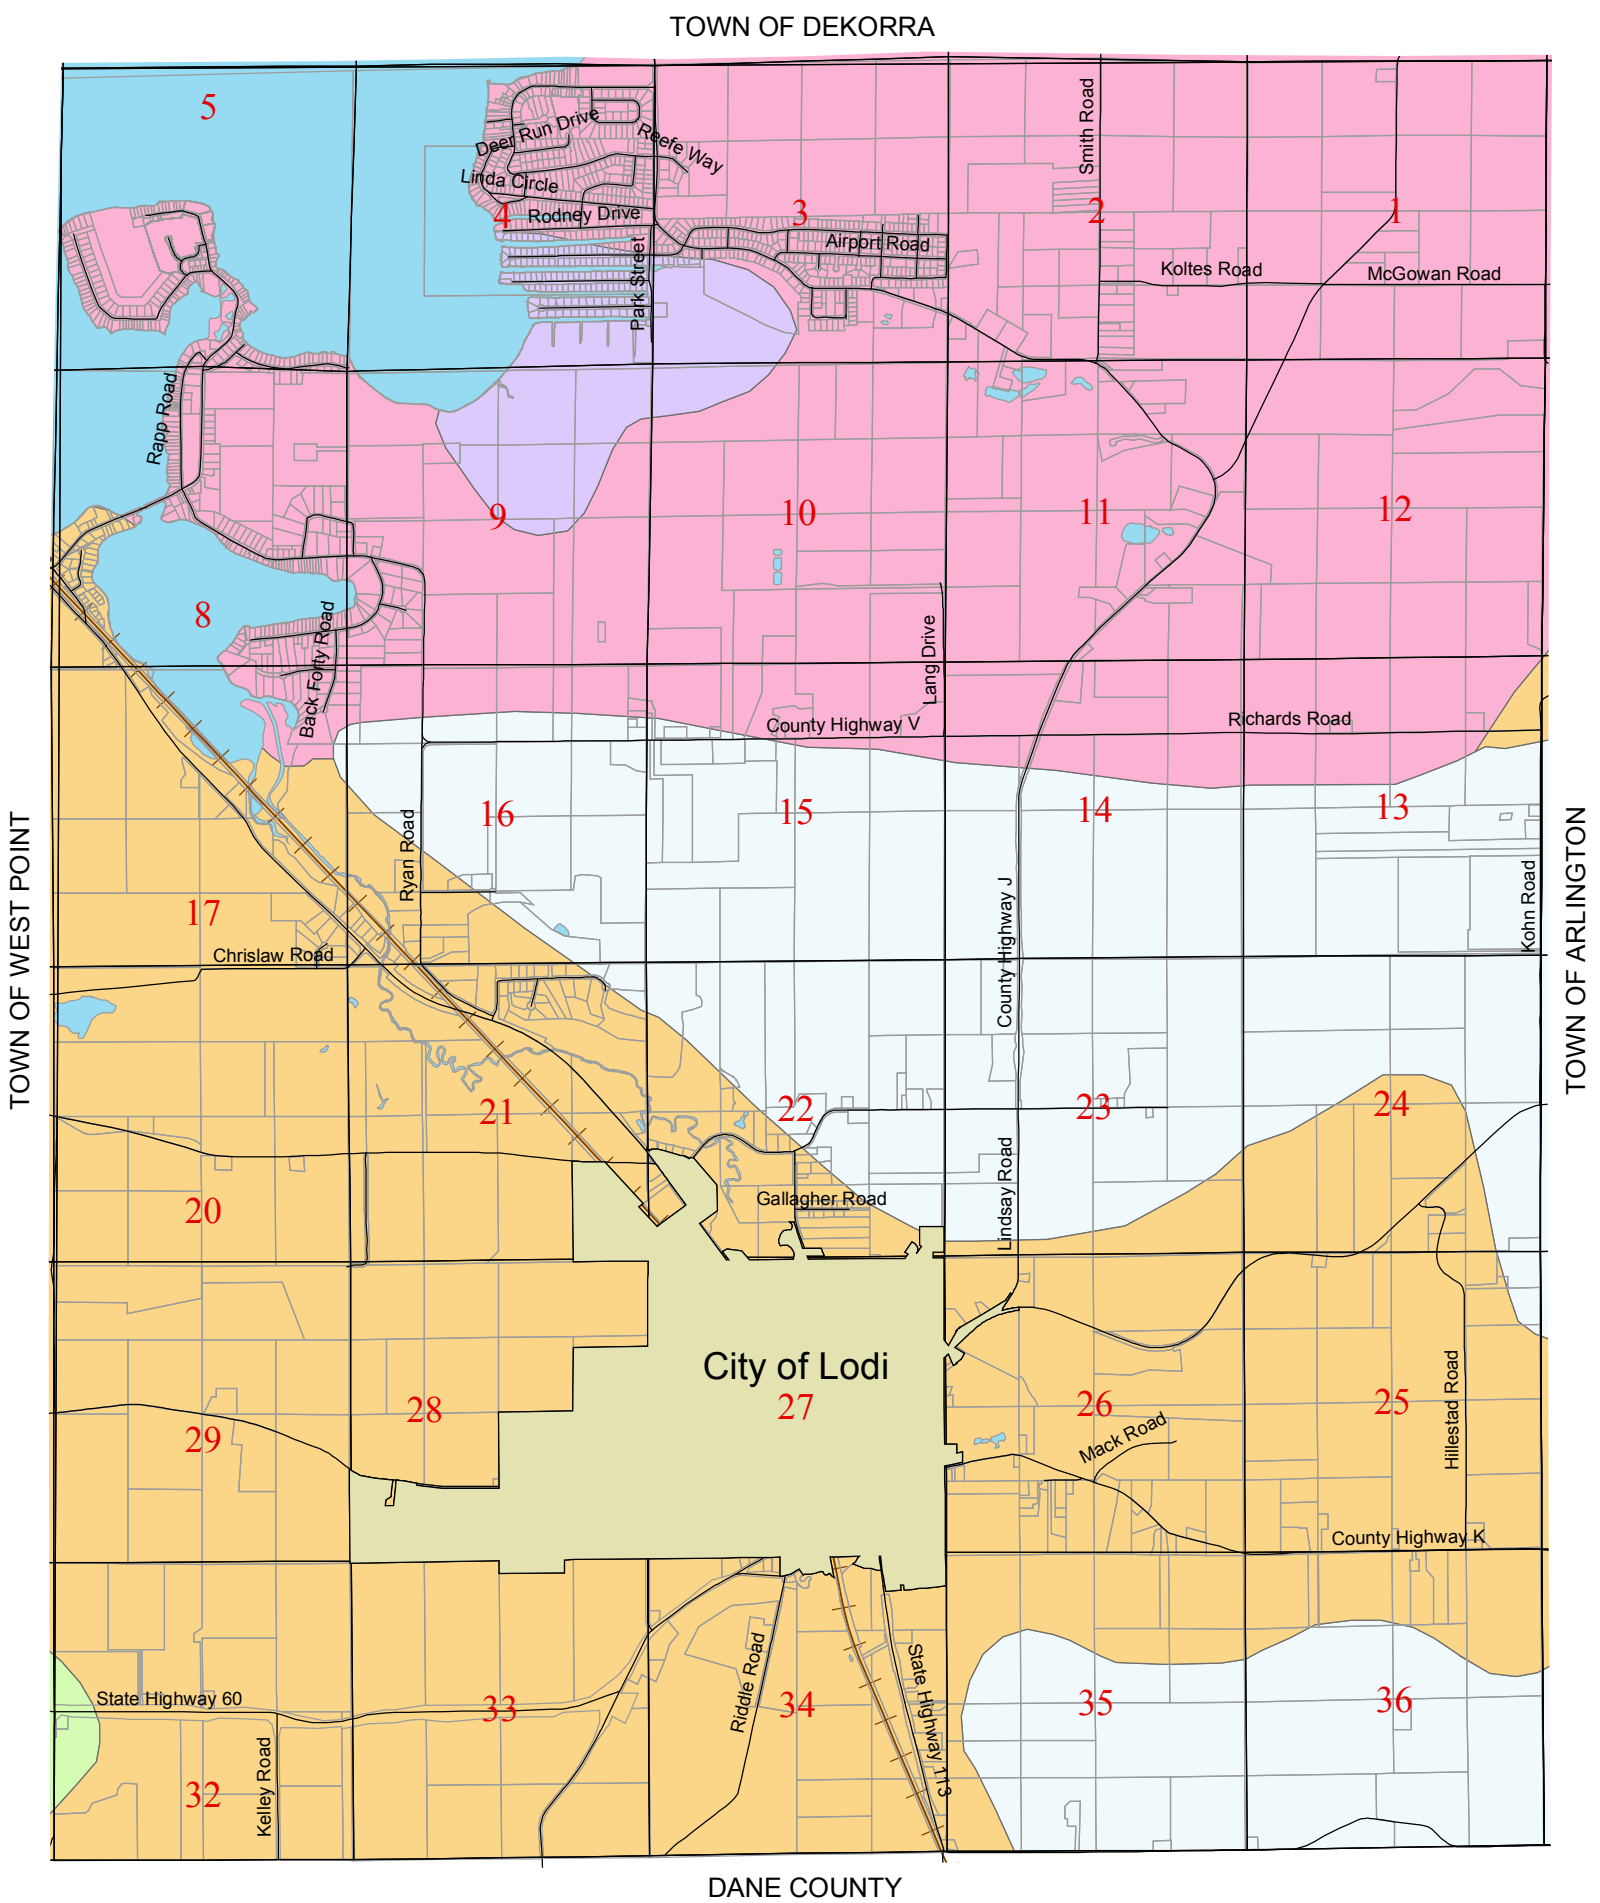 TOWN OF DEKORRA
5
Smith Road
Deer Run Drive
Reefe Way
Linda Circle
4
Rodney Drive
3
2
1
Airport Road
Park Street
Koltes Road
McGowan Road
Rapp Road
9
10
11
12
8
Back Forty Road
Lang Drive
County Highway V
Richards Road
TOWN OF WEST POINT
16
15
14
13
TOWN OF ARLINGTON
Ryan Road
17
County Highway J
Kohn Road
Chrislaw Road
21
22
23
24
20
Gallagher Road
Lindsay Road
City of Lodi
29
28
27
26
25
Mack Road
Hillestad Road
County Highway K
State Highway 60
33
Riddle Road
34
State Highway 113
35
36
32
Kelley Road
DANE COUNTY